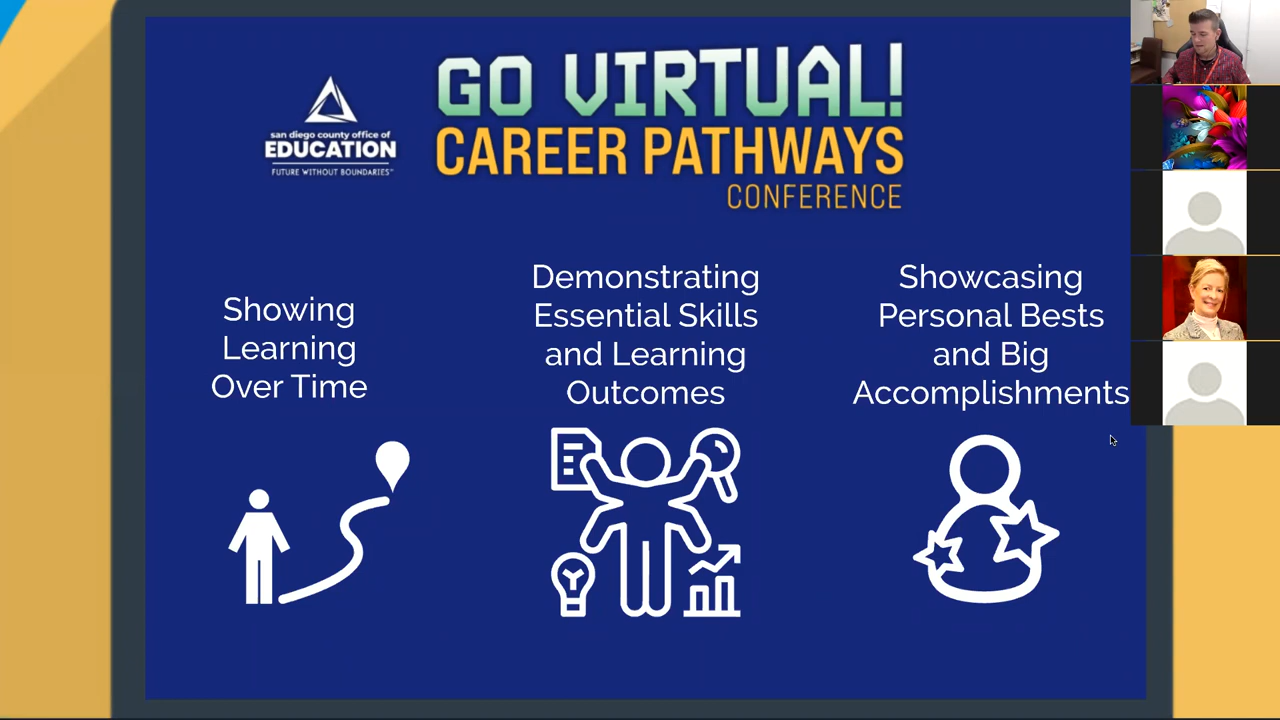 san diego county office of
EDUCATION
FUTURE WITHOUT BOUNDARIES™
GO VIRTUAL!
CAREER PATHWAYS
CONFERENCE
Showing
Learning
Over Time
Demonstrating
Essential Skills
and Learning
Outcomes
Showcasing
Personal Bests
and Big
Accomplishments